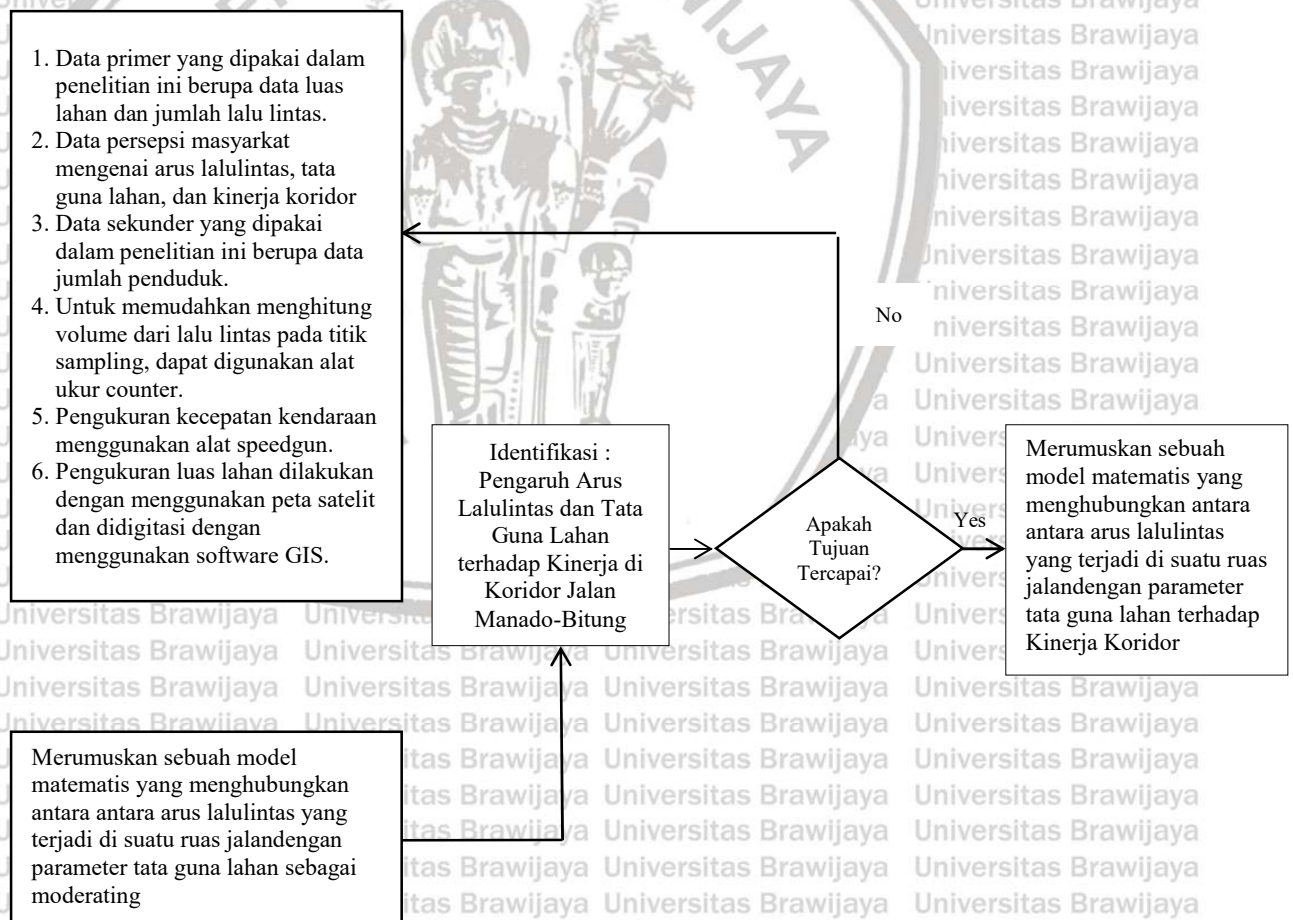 1. Data primer yang dipakai dalam
penelitian ini berupa data luas
lahan dan jumlah lalu lintas.
2. Data persepsi masyarkat
mengenai arus lalulintas, tata
guna lahan, dan kinerja koridor
3. Data sekunder yang dipakai
dalam penelitian ini berupa data
jumlah penduduk.
4. Untuk memudahkan menghitung
volume dari lalu lintas pada titik
sampling, dapat digunakan alat
ukur counter.
5. Pengukuran kecepatan kendaraan
menggunakan alat speedgun.
6. Pengukuran luas lahan dilakukan
dengan menggunakan peta satelit
dan didigitasi dengan
menggunakan software GIS.
No
Identifikasi :
Pengaruh Arus
Lalulintas dan Tata
Guna Lahan
terhadap Kinerja di
Koridor Jalan
Manado-Bitung
Apakah
Tujuan
Tercapai?
Yes
Merumuskan sebuah
model matematis yang
menghubungkan antara
antara arus lalulintas
yang terjadi di suatu ruas
jalandengan parameter
tata guna lahan terhadap
Kinerja Koridor
Merumuskan sebuah model
matematis yang menghubungkan
antara antara arus lalulintas yang
terjadi di suatu ruas jalandengan
parameter tata guna lahan sebagai
moderating
Universitas Brawijaya